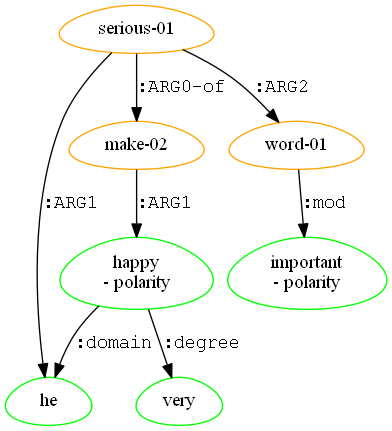 serious-01
:ARG0-of
:ARG2
make-02
word-01
:ARG1
:ARG1
:mod
happy
- polarity
important
- polarity
:domain
:degree
he
very